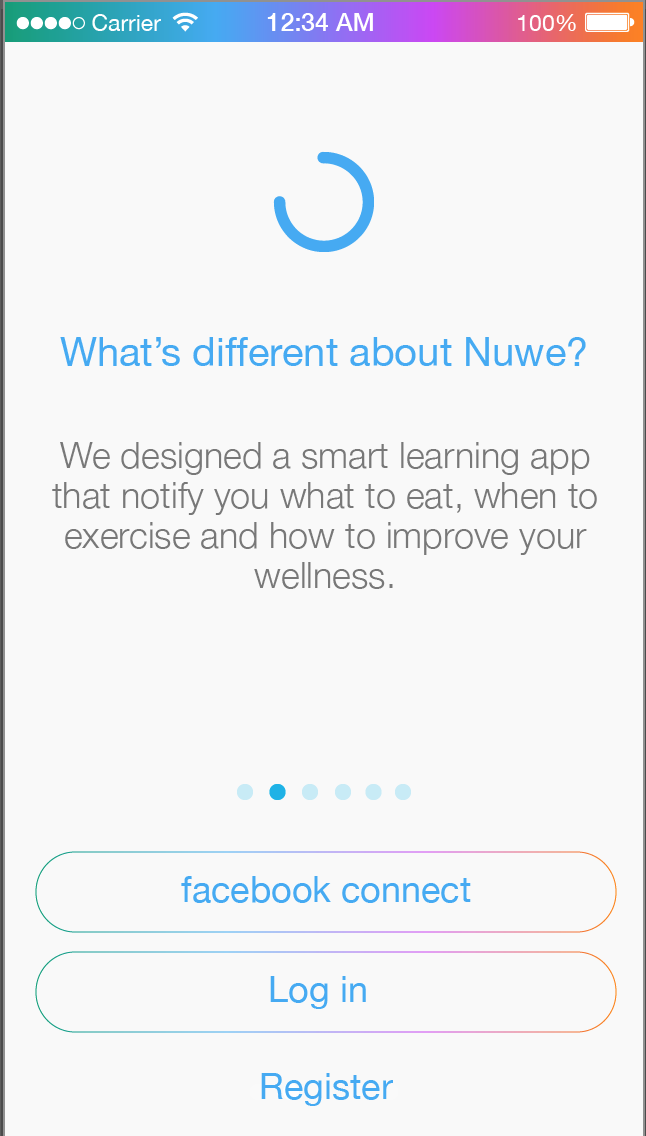 Carrier 12:34 AM 100%
What's different about Nuwe?
We designed a smart learning app
that notify you what to eat, when to
exercise and how to improve your
wellness.
facebook connect
Log in
Register